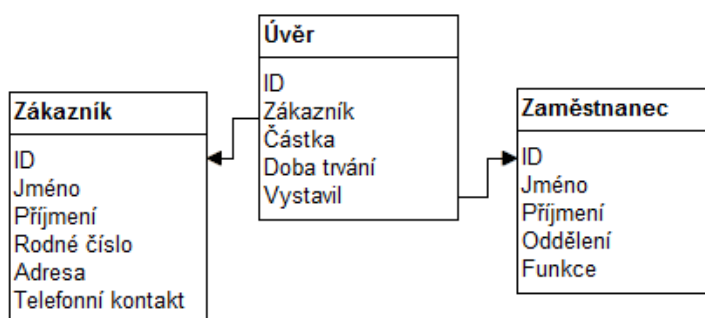 Zákazník
ID
Jméno
Příjmení
Rodné číslo
Adresa
Telefonní kontakt
Úvěr
ID
Zákazník
Částka
Doba trvání
Vystavil
Zaměstnanec
ID
Jméno
Příjmení
Oddělení
Funkce